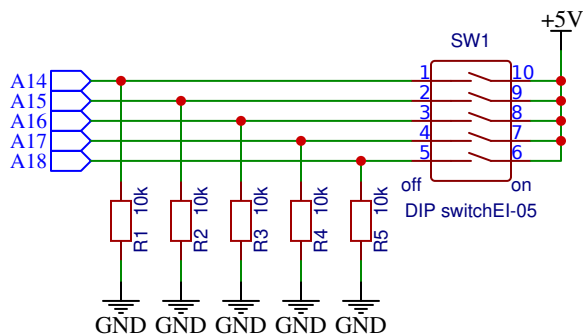 +5V
SW1
A14 1 10
A15 2 9
A16 3 8
A17 4 7
A18 5 6
off on
DIP switchEI-05
R1 10k
R2 10k
R3 10k
R4 10k
R5 10k
GND GND GND GND GND